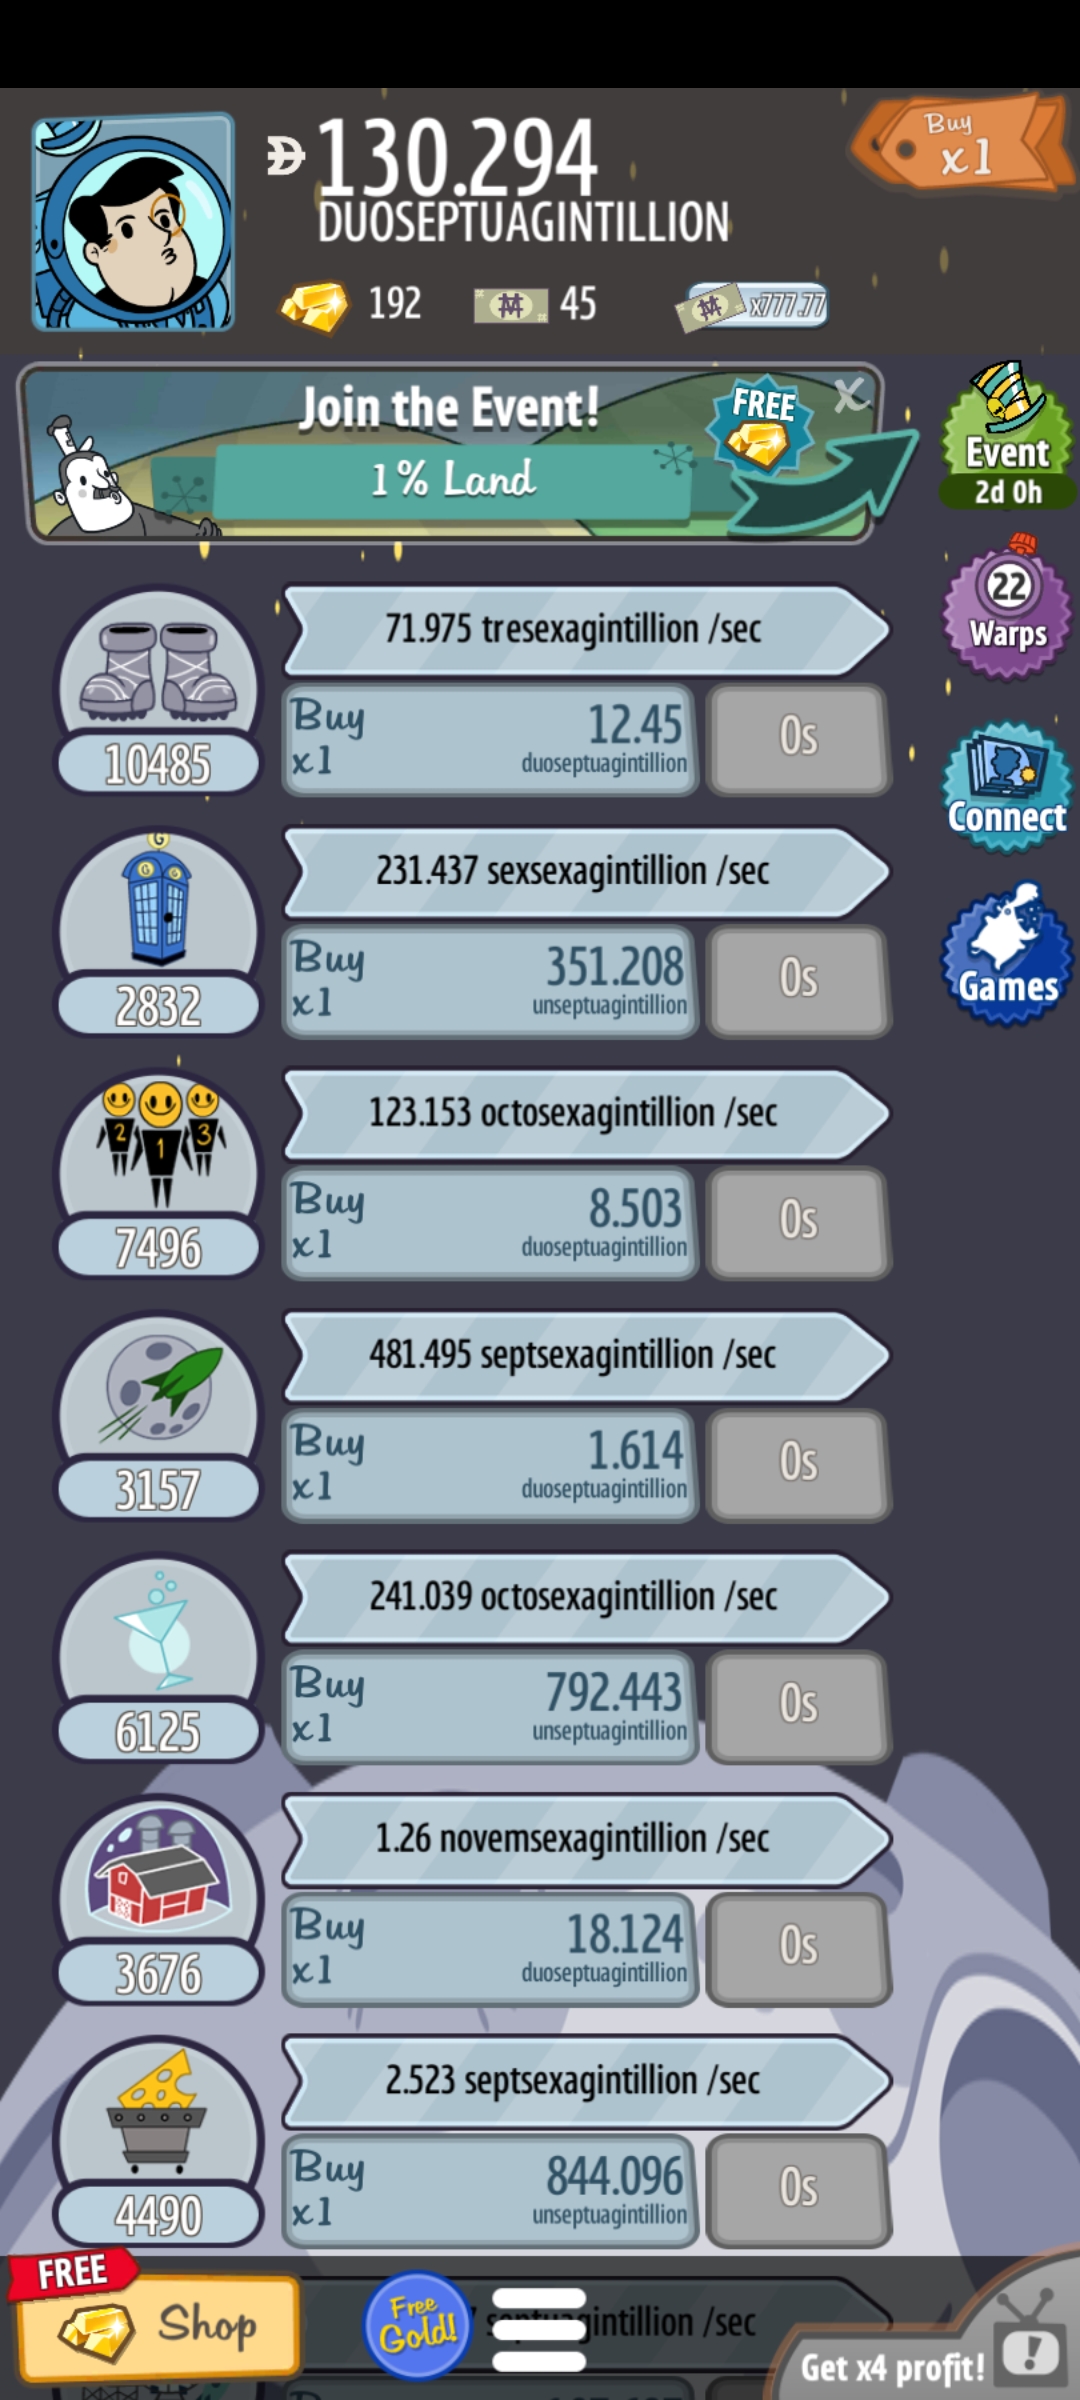 130.294
DUOSEPTUAGINTILLION
Buy
x1
192
45
x777.77
Join the Event!
1% Land
FREE
X
Event
2d 0h
22
Warps
Connect
Games
71.975 tresexagintillion /sec
10485
Buy
x1
12.45
duoseptuagintillion
0s
231.437 sexsexagintillion /sec
G
G G
2832
Buy
x1
351.208
unseptuagintillion
0s
123.153 octosexagintillion /sec
2 1 3
7496
Buy
x1
8.503
duoseptuagintillion
0s
481.495 septsexagintillion /sec
3157
Buy
x1
1.614
duoseptuagintillion
0s
241.039 octosexagintillion /sec
6125
Buy
x1
792.443
unseptuagintillion
0s
1.26 novemsexagintillion /sec
3676
Buy
x1
18.124
duoseptuagintillion
0s
2.523 septsexagintillion /sec
4490
Buy
x1
844.096
unseptuagintillion
0s
FREE
Shop
Free
Gold!
/sec
!
Get x4 profit!